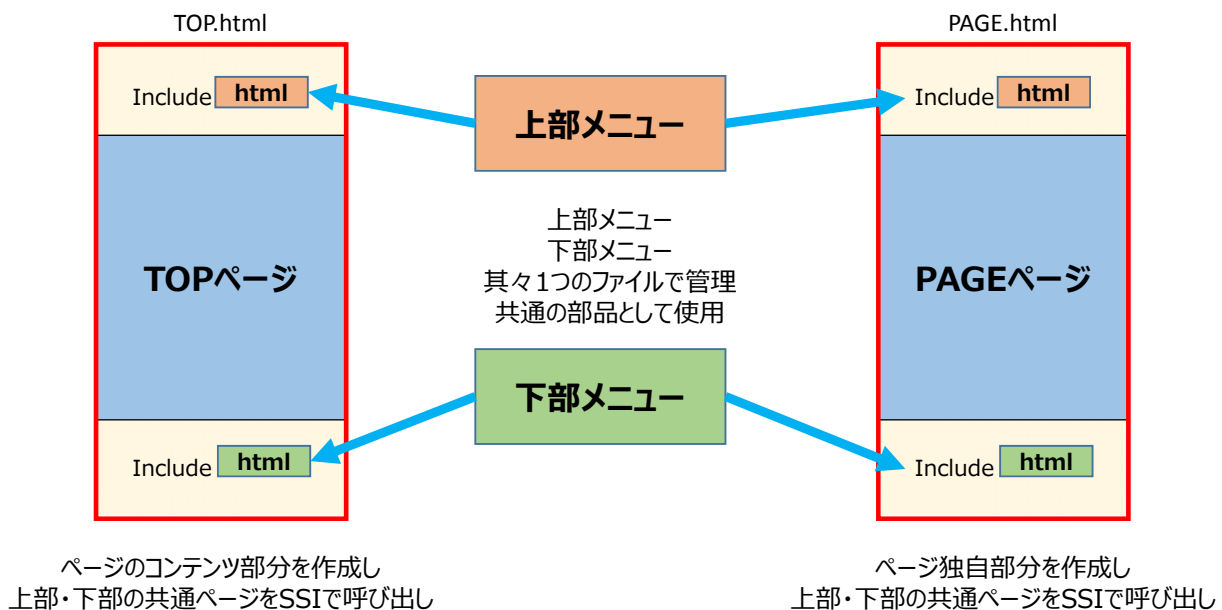 TOP.html
PAGE.html
Include html
上部メニュー
Include html
上部メニュー
下部メニュー
其々1つのファイルで管理
共通の部品として使用
TOPページ
PAGEページ
下部メニュー
Include html
Include html
ページのコンテンツ部分を作成し
上部・下部の共通ページをSSIで呼び出し
ページ独自部分を作成し
上部・下部の共通ページをSSIで呼び出し